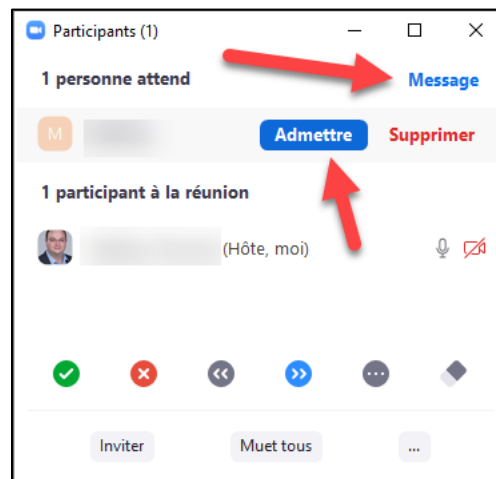 Participants (1)
1 personne attend
Message
M
Admettre
Supprimer
1 participant à la réunion
(Hôte, moi)
Inviter
Muet tous
...